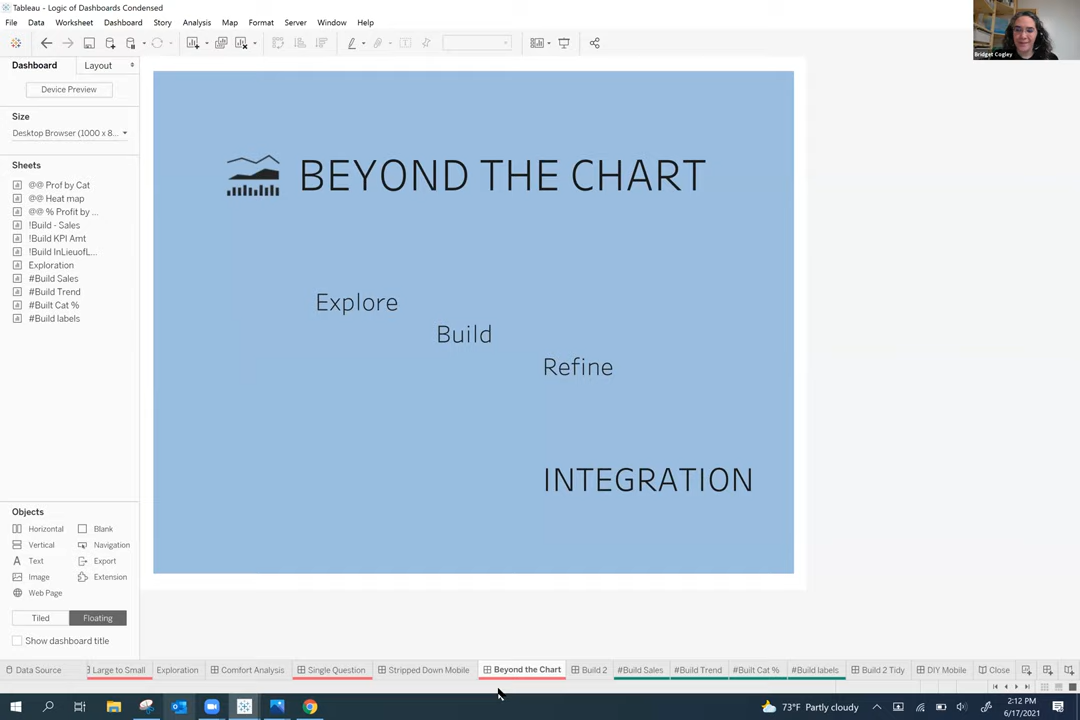 Tableau - Logic of Dashboards Condensed
File Data Worksheet Dashboard Story Analysis Map Format Server Window Help
Bridget Cogley
Dashboard Layout
Device Preview
Size
Desktop Browser (1000 x 8...
Sheets
@@ Prof by Cat
@@ Heat map
@@ % Profit by ...
!Build - Sales
!Build KPI Amt
!Build InLieuofL...
Exploration
#Build Sales
#Build Trend
#Built Cat %
#Build labels
BEYOND THE CHART
Explore
Build
Refine
INTEGRATION
Objects
Horizontal Blank
Vertical Navigation
Text Export
Image Extension
Web Page
Tiled Floating
Show dashboard title
Data Source Large to Small Exploration Comfort Analysis Single Question Stripped Down Mobile Beyond the Chart Build 2 #Build Sales #Build Trend #Built Cat % #Build labels Build 2 Tidy DIY Mobile Close
73°F Partly cloudy
2:12 PM
6/17/2021